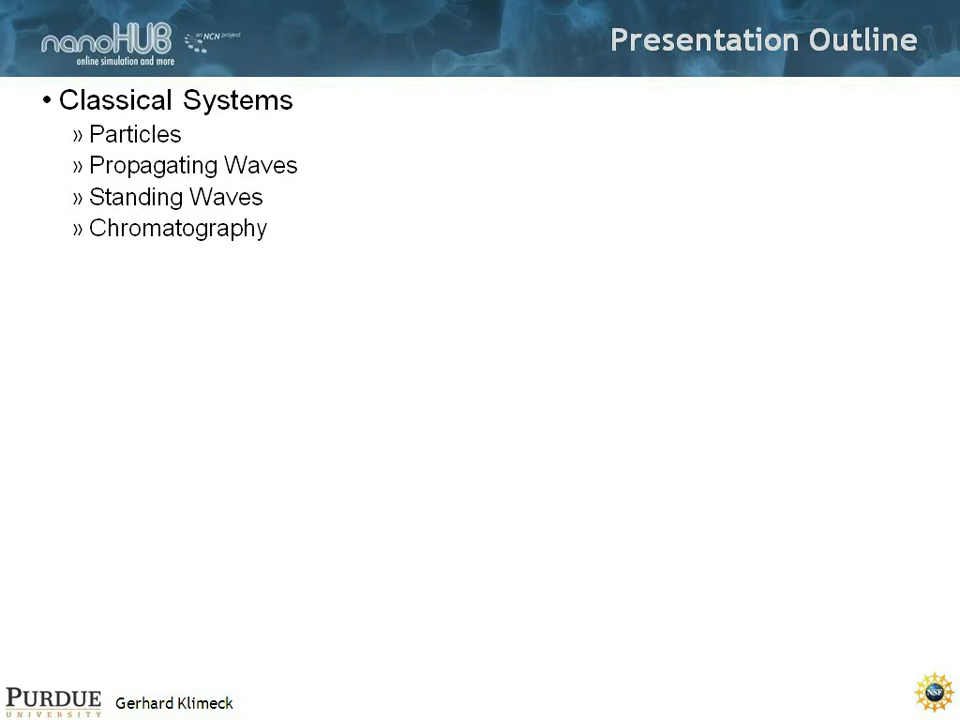 nanoHUB
an NCN project
online simulation and more
Presentation Outline
• Classical Systems
» Particles
» Propagating Waves
» Standing Waves
» Chromatography
PURDUE
UNIVERSITY
Gerhard Klimeck
NSF